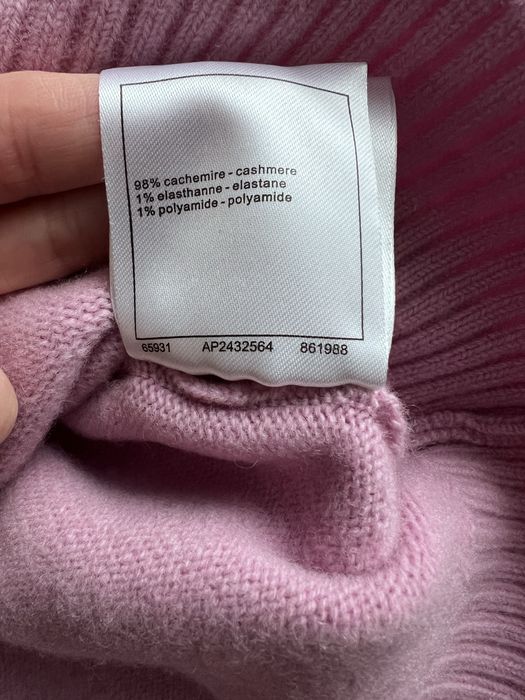 98% cachemire - cashmere
1% elasthanne - elastane
1% polyamide - polyamide
65931 AP2432564 861988